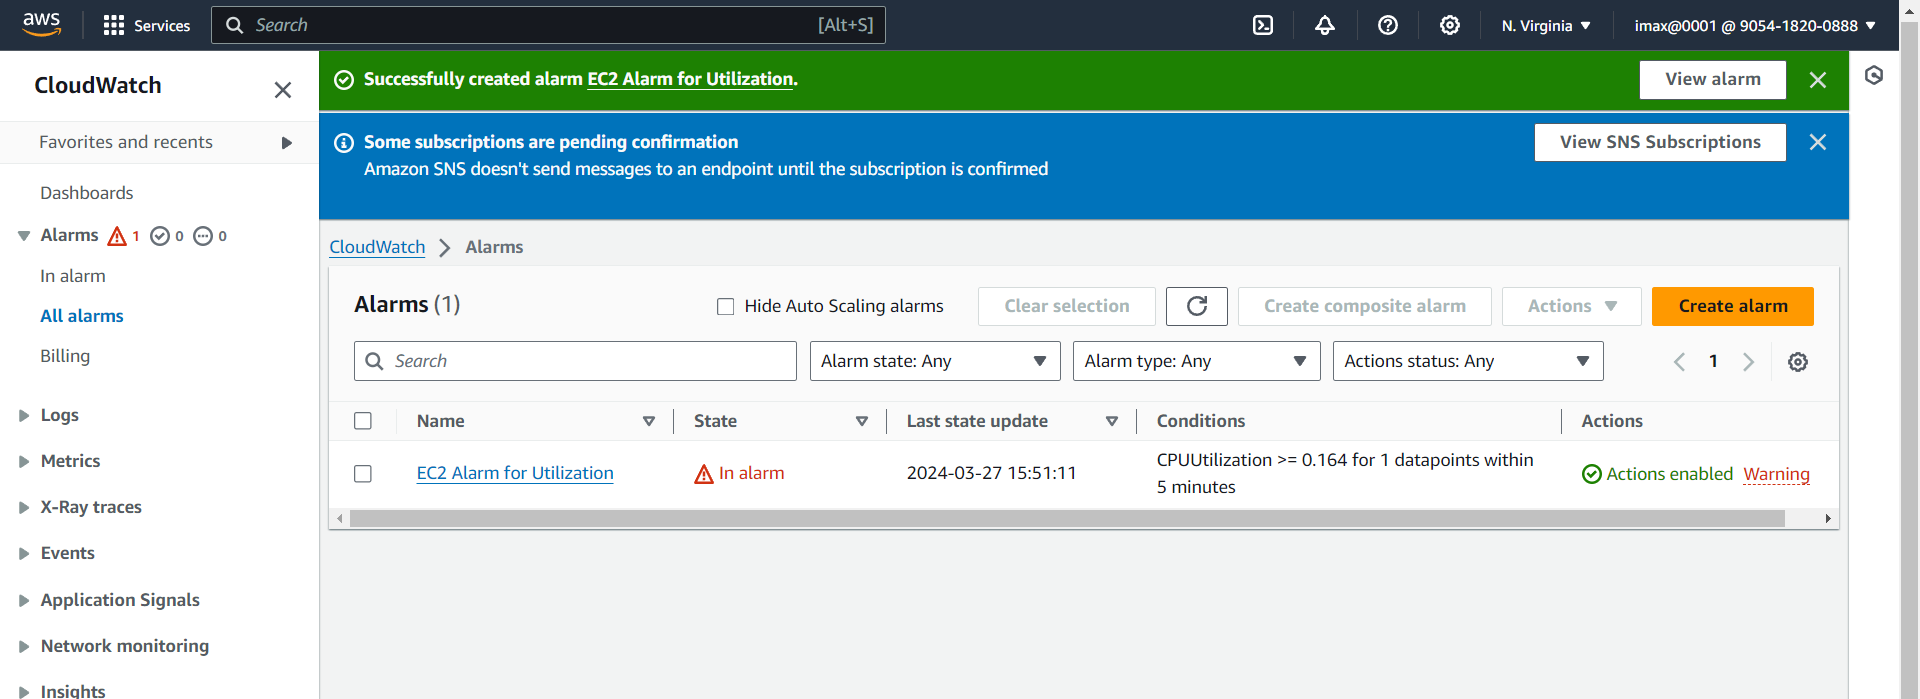 aws
Services
Search
[Alt+S]
N. Virginia
imax@0001 @ 9054-1820-0888
CloudWatch
Favorites and recents
Dashboards
Alarms 1 0 0
In alarm
All alarms
Billing
Logs
Metrics
X-Ray traces
Events
Application Signals
Network monitoring
Insights
Successfully created alarm EC2 Alarm for Utilization.
View alarm
Some subscriptions are pending confirmation
Amazon SNS doesn't send messages to an endpoint until the subscription is confirmed
View SNS Subscriptions
CloudWatch
Alarms
Alarms (1)
Hide Auto Scaling alarms
Clear selection
Create composite alarm
Actions
Create alarm
Search
Alarm state: Any
Alarm type: Any
Actions status: Any
1
Name
State
Last state update
Conditions
Actions
EC2 Alarm for Utilization
In alarm
2024-03-27 15:51:11
CPUUtilization >= 0.164 for 1 datapoints within
5 minutes
Actions enabled
Warning